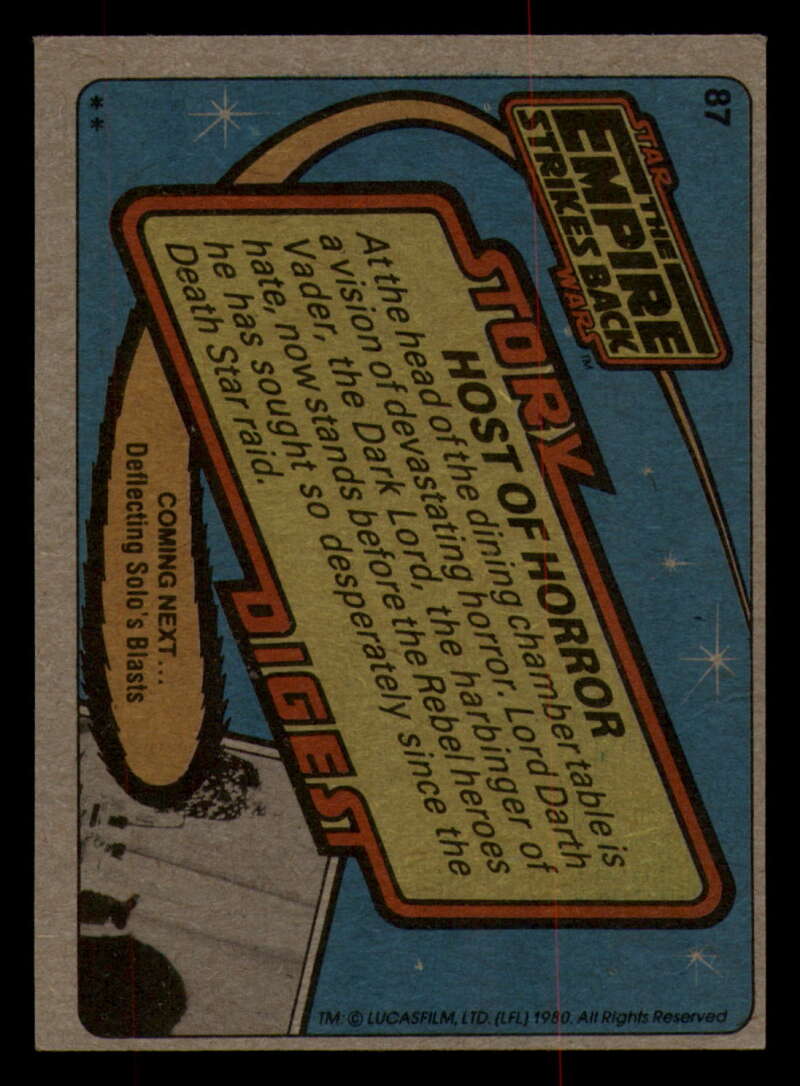 87
STAR
THE
EMPIRE
STRIKES BACK
WARS
TM
STORY
HOST OF HORROR
At the head of the dining chamber table is
a vision of devastating horror. Lord Darth
Vader, the Dark Lord, the harbinger of
hate, now stands before the Rebel heroes
he has sought so desperately since the
Death Star raid.
DIGEST
COMING NEXT...
Deflecting Solo's Blasts
**
TM: © LUCASFILM, LTD. (LFL) 1980. All Rights Reserved